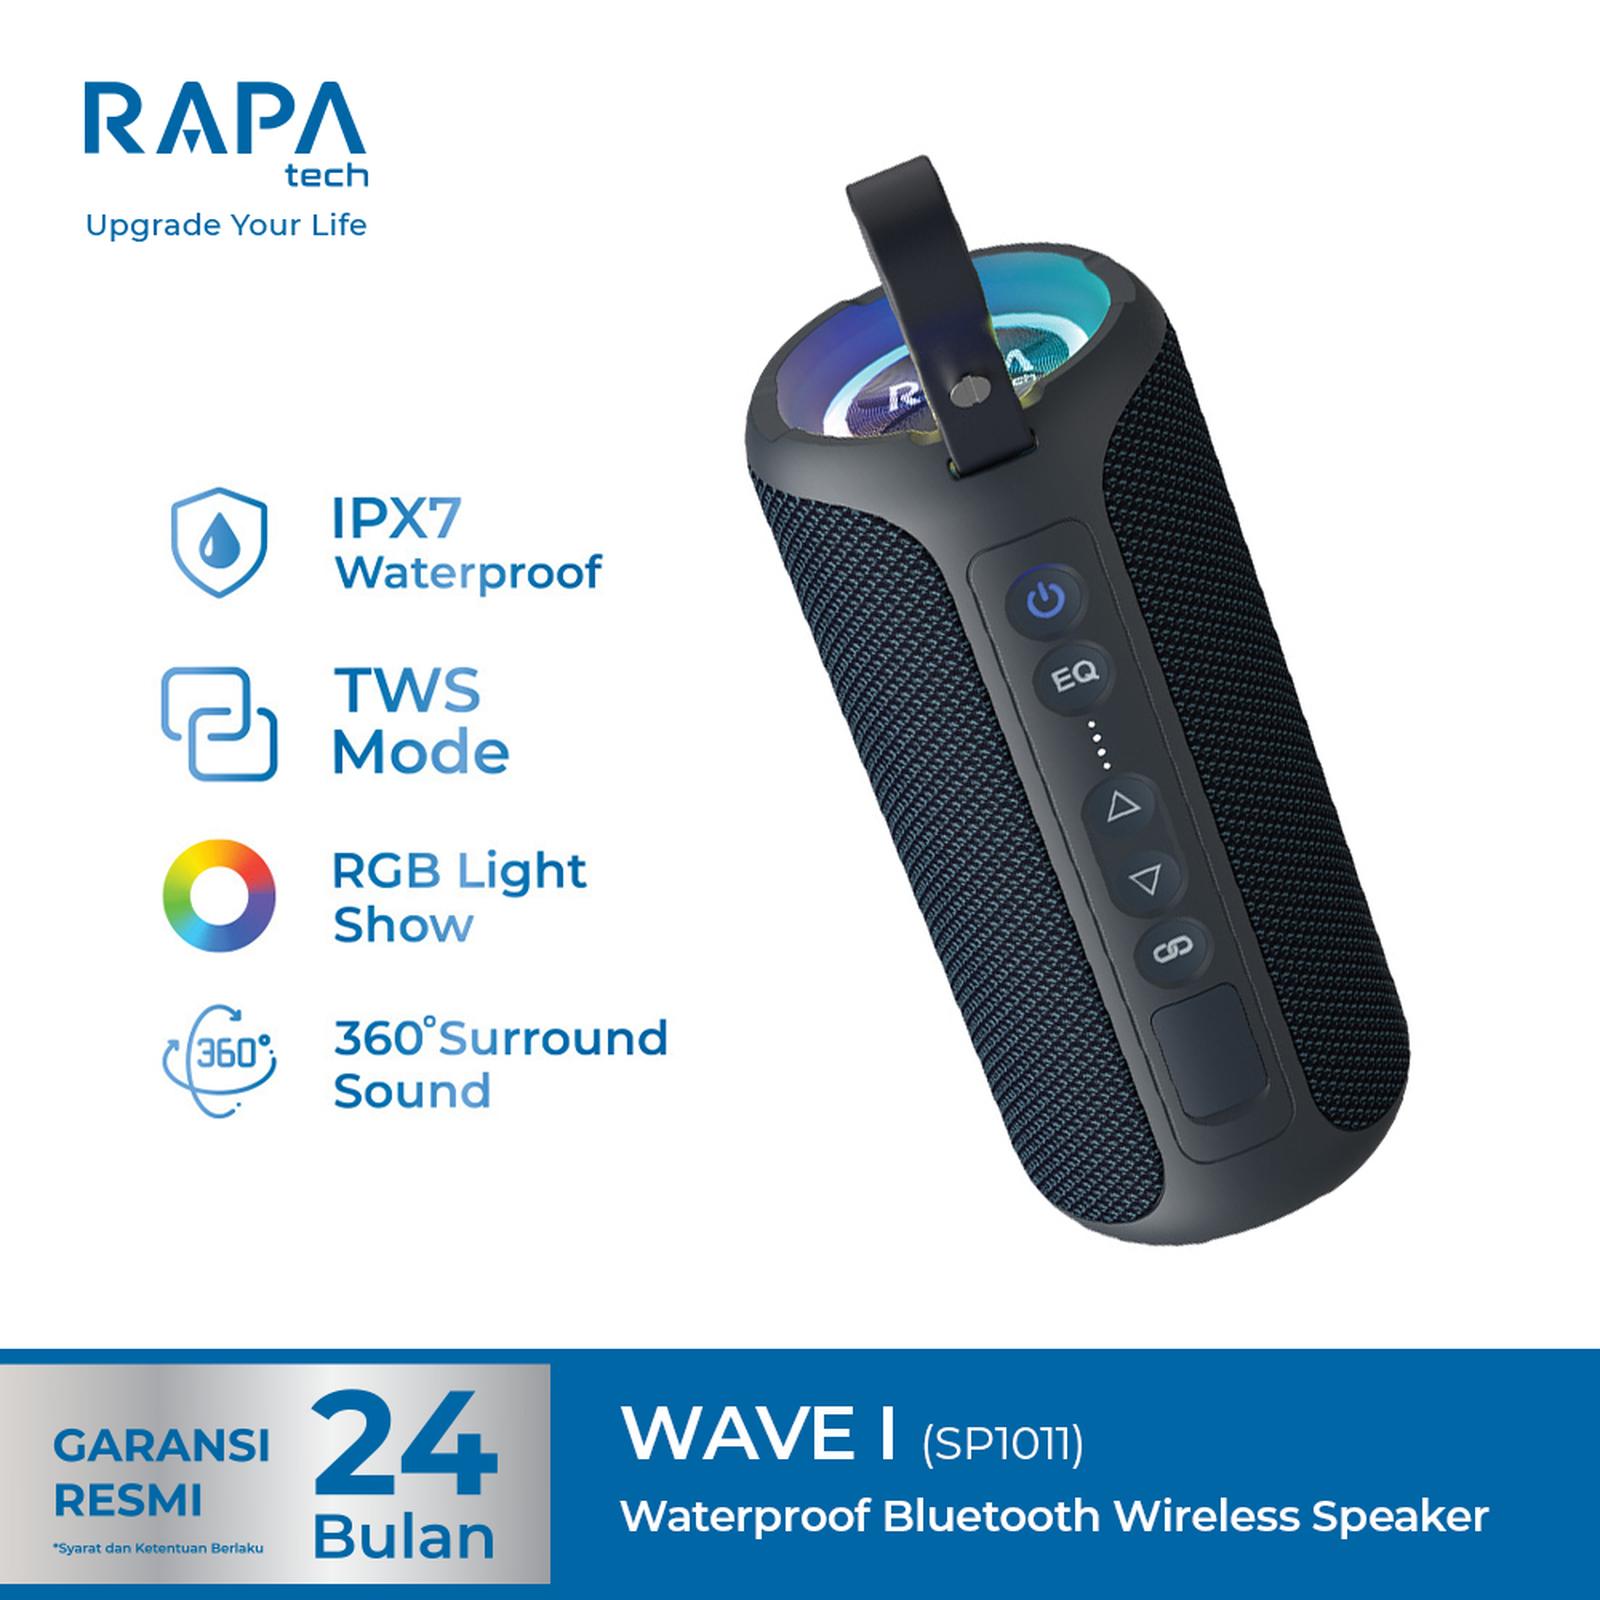 RAPA
tech
Upgrade Your Life
IPX7
Waterproof
TWS
Mode
RGB Light
Show
360°
360°Surround
Sound
EQ
GARANSI
RESMI
*Syarat dan Ketentuan Berlaku
24
Bulan
WAVE I (SP1011)
Waterproof Bluetooth Wireless Speaker